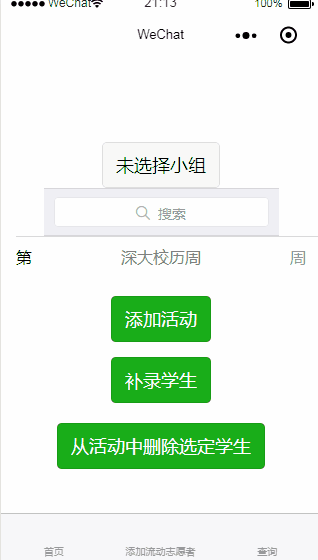 WeChat 21:13 100%
WeChat
未选择小组
搜索
第 深大校历周 周
添加活动
补录学生
从活动中删除选定学生
首页 添加流动志愿者 查询